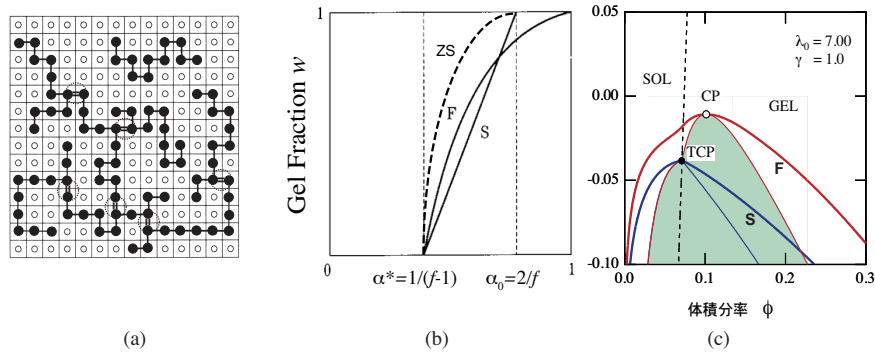 1
ZS
F
S
Gel Fraction w
0
α*=1/(f-1)
α₀=2/f
1
0.05
0.00
-0.05
-0.10
λ₀ = 7.00
γ = 1.0
SOL
CP
GEL
TCP
F
S
0.0
0.1
0.2
0.3
体積分率 ϕ
(a)
(b)
(c)